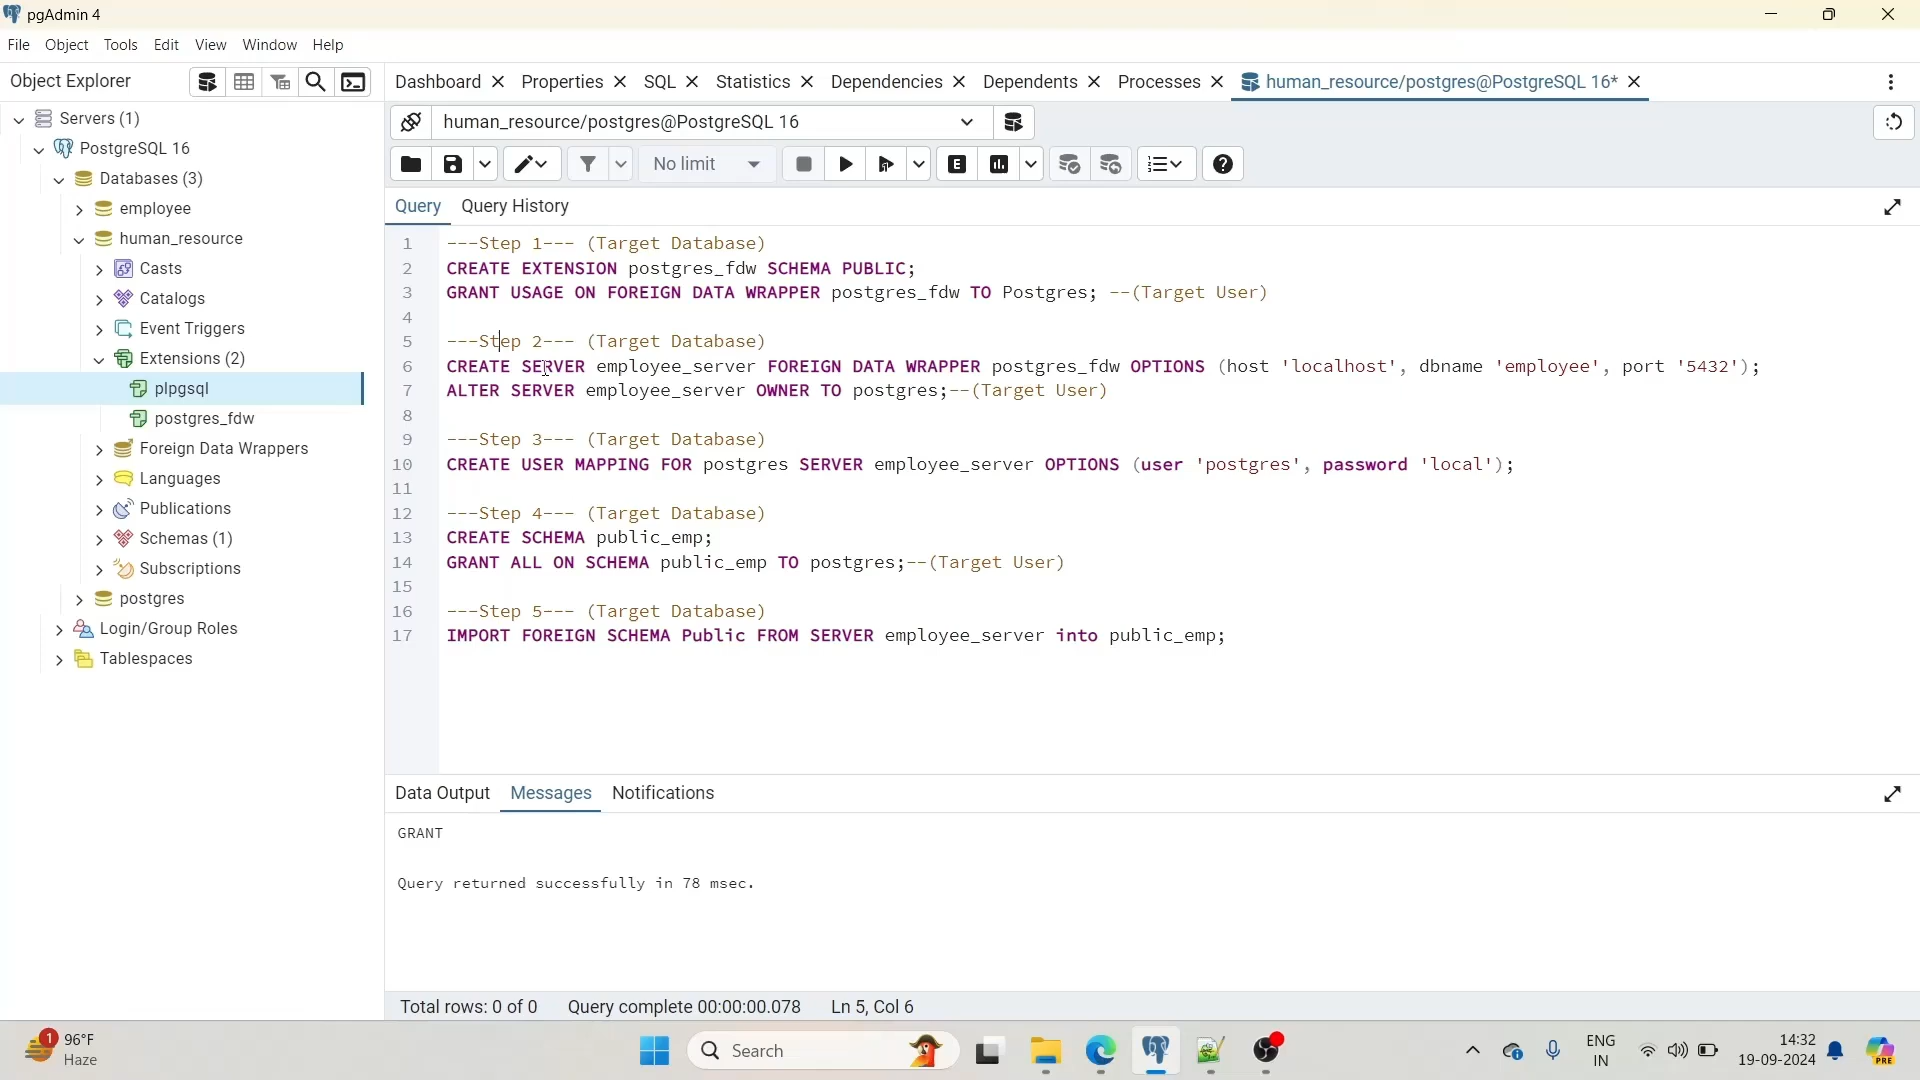 pgAdmin 4
File Object Tools Edit View Window Help
Object Explorer
Dashboard Properties SQL Statistics Dependencies Dependents Processes human_resource/postgres@PostgreSQL 16*
Servers (1)
PostgreSQL 16
Databases (3)
employee
human_resource
Casts
Catalogs
Event Triggers
Extensions (2)
plpgsql
postgres_fdw
Foreign Data Wrappers
Languages
Publications
Schemas (1)
Subscriptions
postgres
Login/Group Roles
Tablespaces
human_resource/postgres@PostgreSQL 16
No limit
E
Query Query History
1 ---Step 1--- (Target Database)
2 CREATE EXTENSION postgres_fdw SCHEMA PUBLIC;
3 GRANT USAGE ON FOREIGN DATA WRAPPER postgres_fdw TO Postgres; --(Target User)
4
5 ---Step 2--- (Target Database)
6 CREATE SERVER employee_server FOREIGN DATA WRAPPER postgres_fdw OPTIONS (host 'localhost', dbname 'employee', port '5432');
7 ALTER SERVER employee_server OWNER TO postgres;--(Target User)
8
9 ---Step 3--- (Target Database)
10 CREATE USER MAPPING FOR postgres SERVER employee_server OPTIONS (user 'postgres', password 'local');
11
12 ---Step 4--- (Target Database)
13 CREATE SCHEMA public_emp;
14 GRANT ALL ON SCHEMA public_emp TO postgres;--(Target User)
15
16 ---Step 5--- (Target Database)
17 IMPORT FOREIGN SCHEMA Public FROM SERVER employee_server into public_emp;
Data Output Messages Notifications
GRANT
Query returned successfully in 78 msec.
Total rows: 0 of 0 Query complete 00:00:00.078 Ln 5, Col 6
1
96°F
Haze
Search
ENG
IN
14:32
19-09-2024
PRE